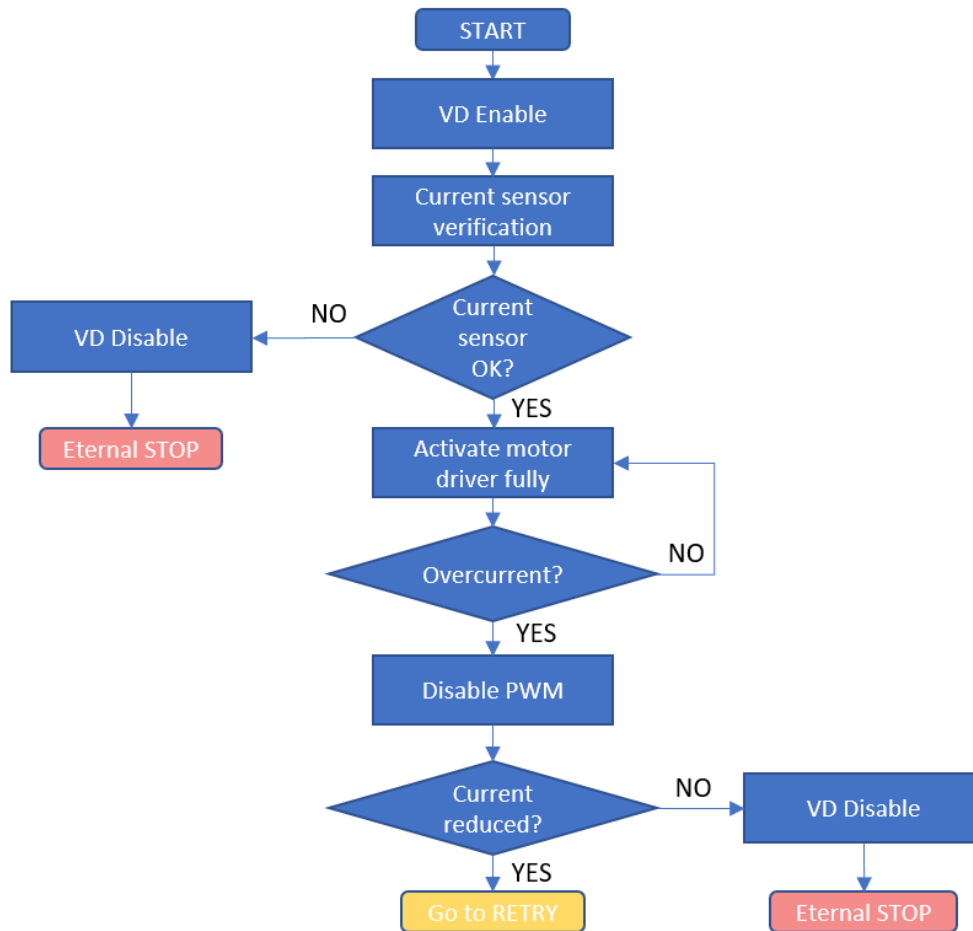 START
VD Enable
Current sensor
verification
Current
sensor
OK?
NO
VD Disable
Eternal STOP
YES
Activate motor
driver fully
Overcurrent?
NO
YES
Disable PWM
Current
reduced?
NO
VD Disable
Eternal STOP
YES
Go to RETRY